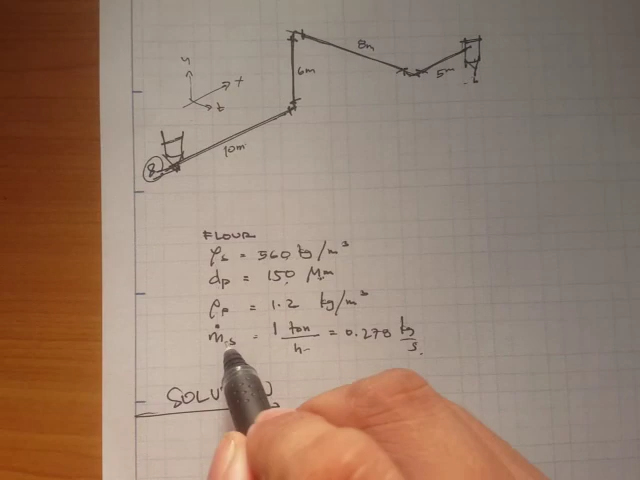 8m
6m
5m
y
x
z
10m
FLOUR
ρs = 560 kg/m³
dp = 150 μm
ρF = 1.2 kg/m³
ṁs = 1 ton/hr = 0.278 kg/s